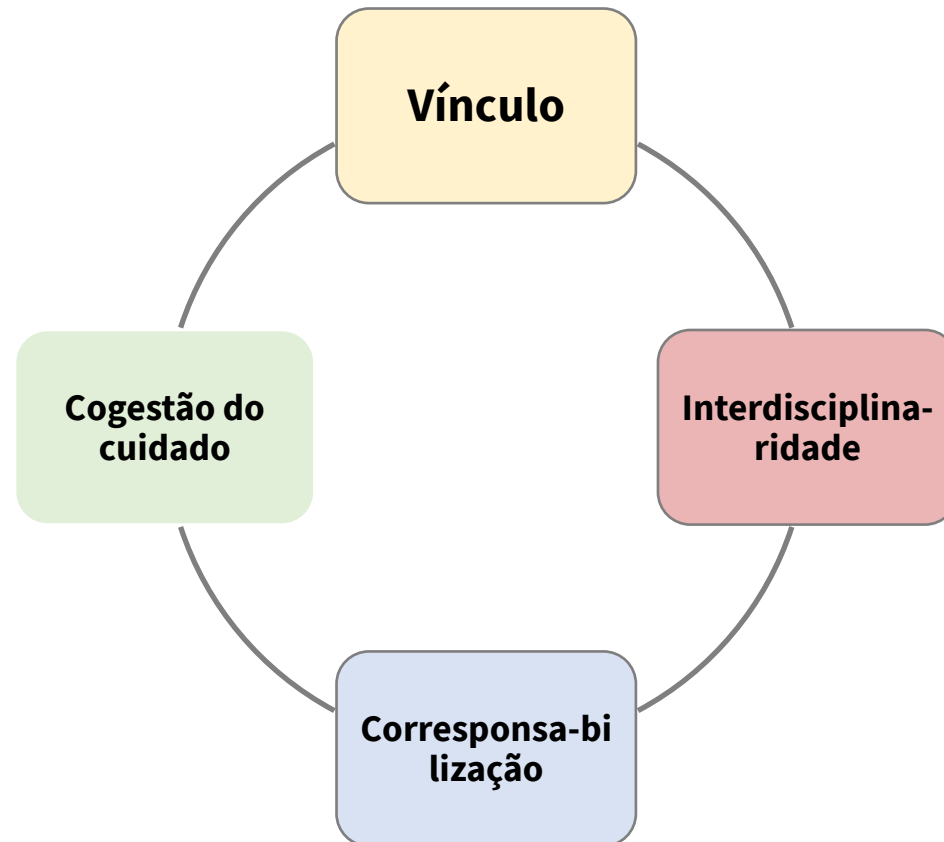 Vínculo
Cogestão do
cuidado
Interdisciplina-
ridade
Corresponsa-bi
lização